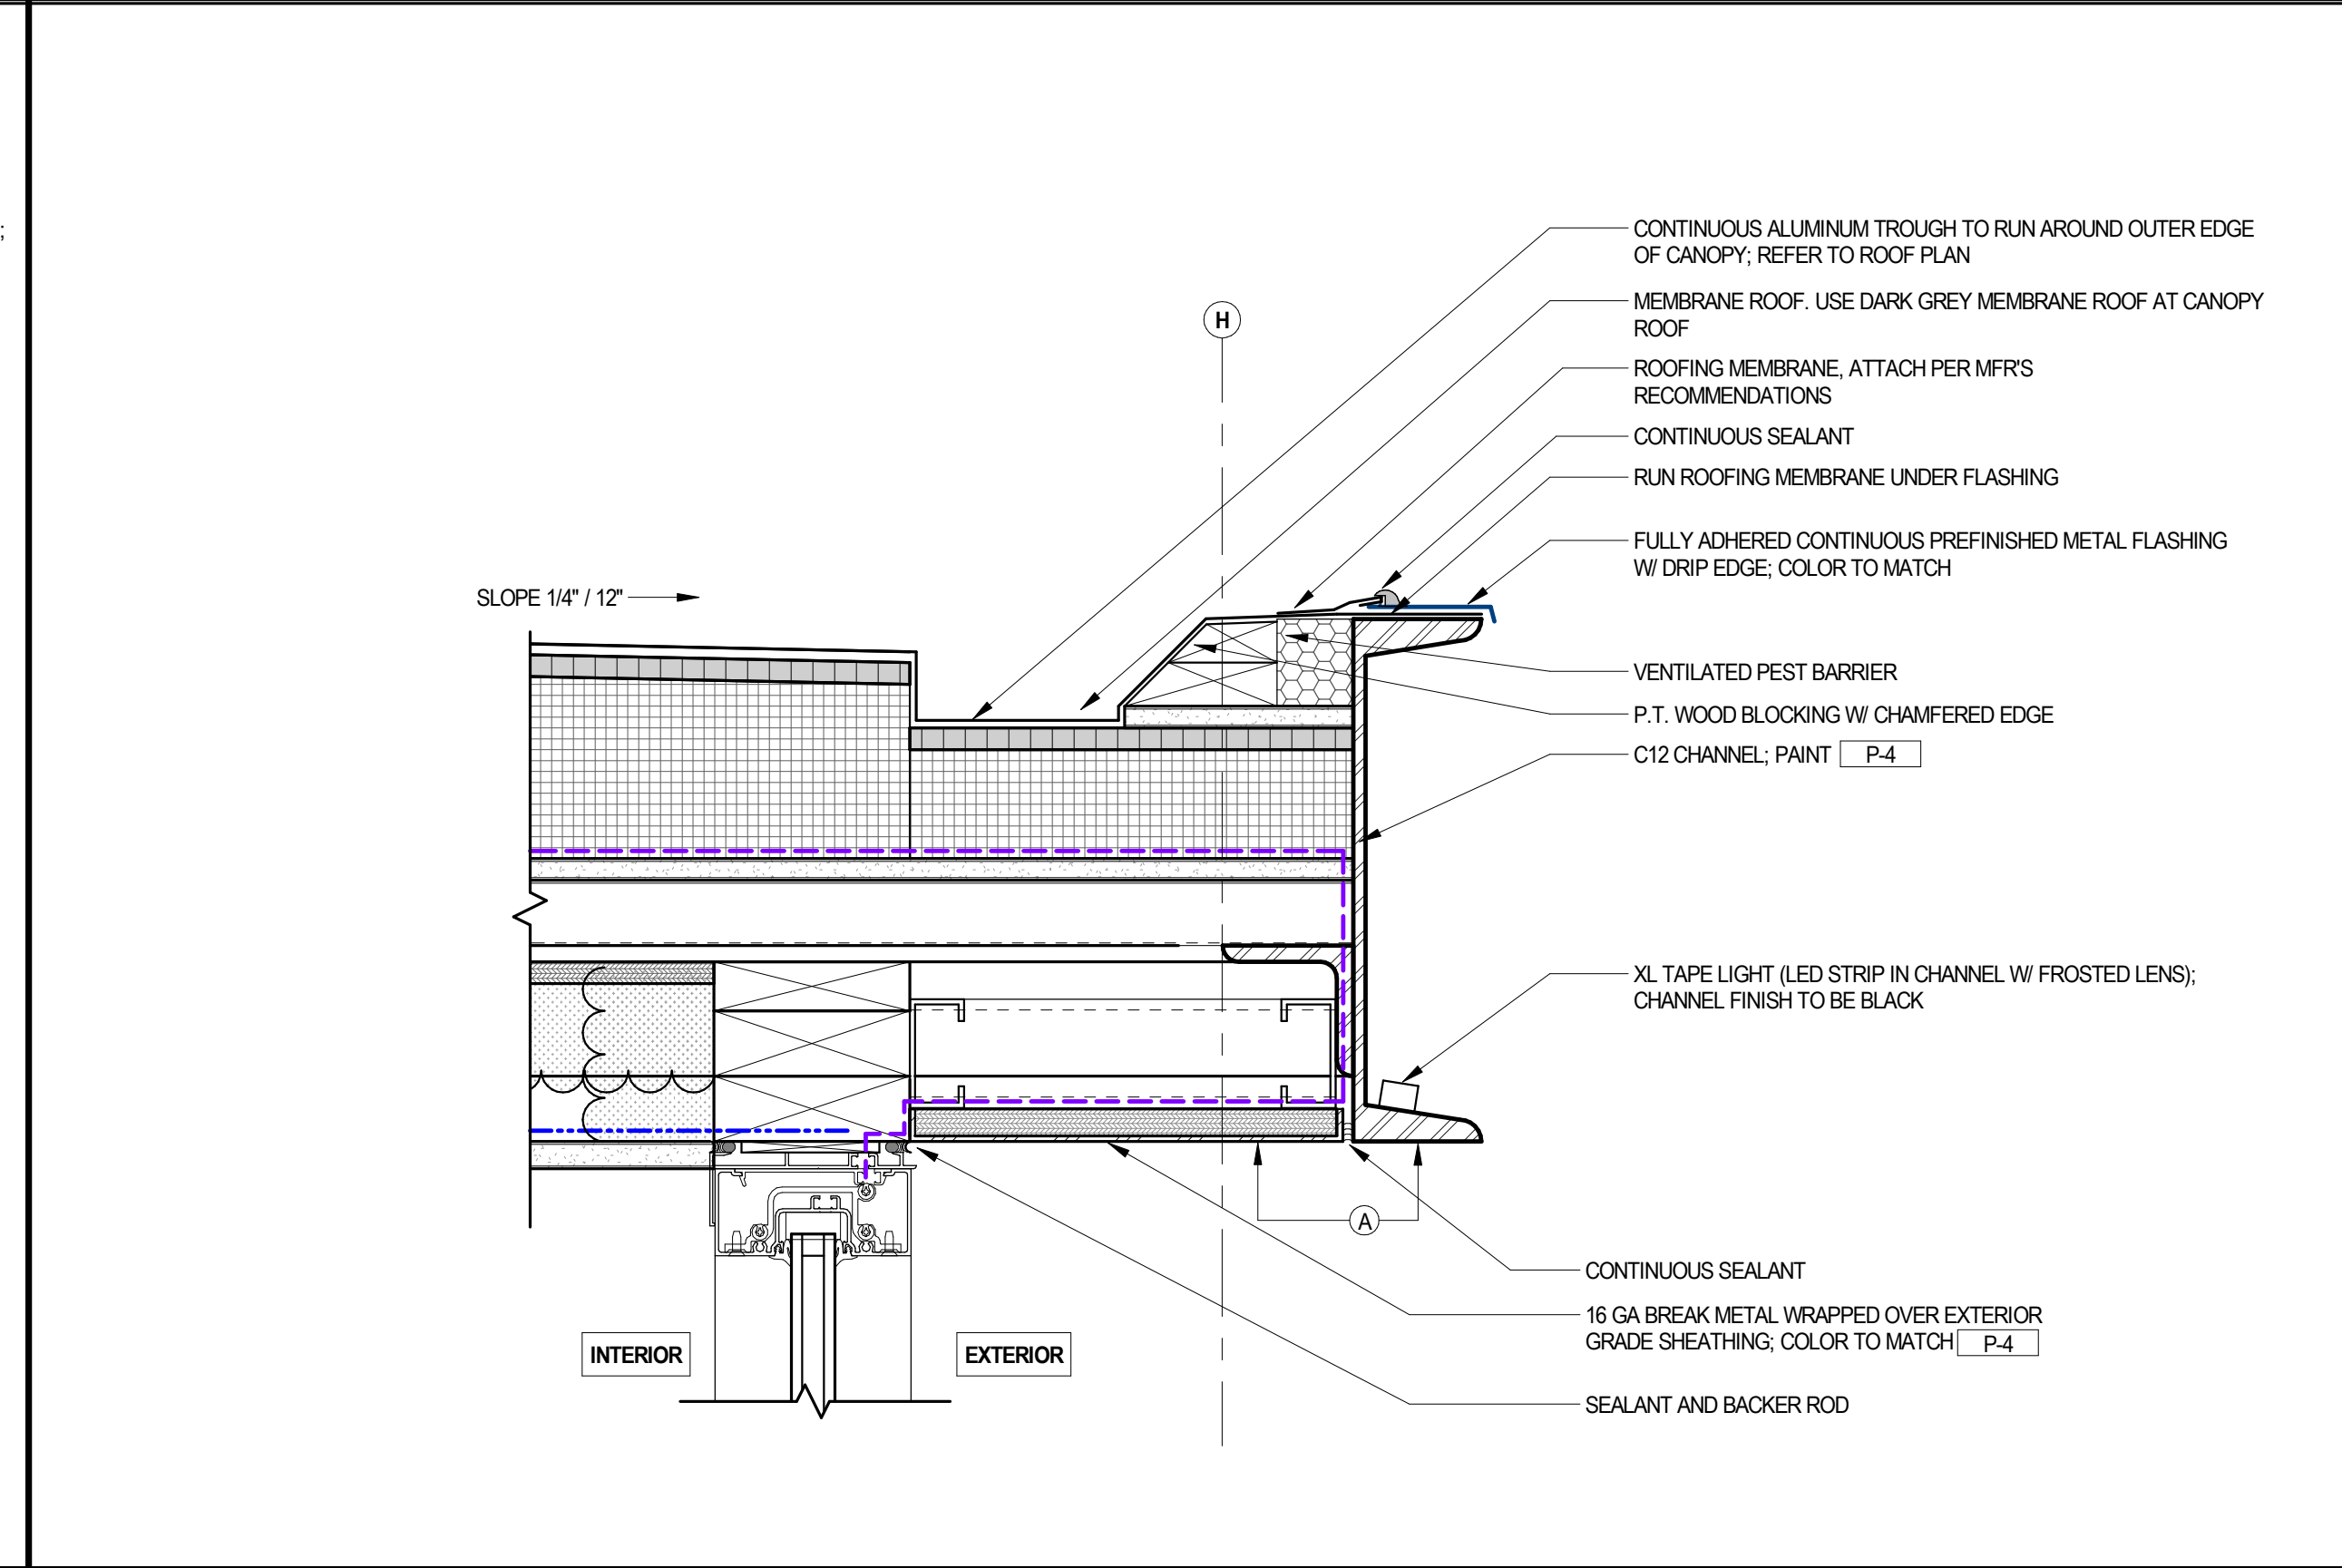 ;
CONTINUOUS ALUMINUM TROUGH TO RUN AROUND OUTER EDGE
OF CANOPY; REFER TO ROOF PLAN
MEMBRANE ROOF. USE DARK GREY MEMBRANE ROOF AT CANOPY
ROOF
H
ROOFING MEMBRANE, ATTACH PER MFR'S
RECOMMENDATIONS
CONTINUOUS SEALANT
RUN ROOFING MEMBRANE UNDER FLASHING
FULLY ADHERED CONTINUOUS PREFINISHED METAL FLASHING
W/ DRIP EDGE; COLOR TO MATCH
SLOPE 1/4" / 12"
VENTILATED PEST BARRIER
P.T. WOOD BLOCKING W/ CHAMFERED EDGE
C12 CHANNEL; PAINT P-4
XL TAPE LIGHT (LED STRIP IN CHANNEL W/ FROSTED LENS);
CHANNEL FINISH TO BE BLACK
A
CONTINUOUS SEALANT
16 GA BREAK METAL WRAPPED OVER EXTERIOR
GRADE SHEATHING; COLOR TO MATCH P-4
INTERIOR
EXTERIOR
SEALANT AND BACKER ROD